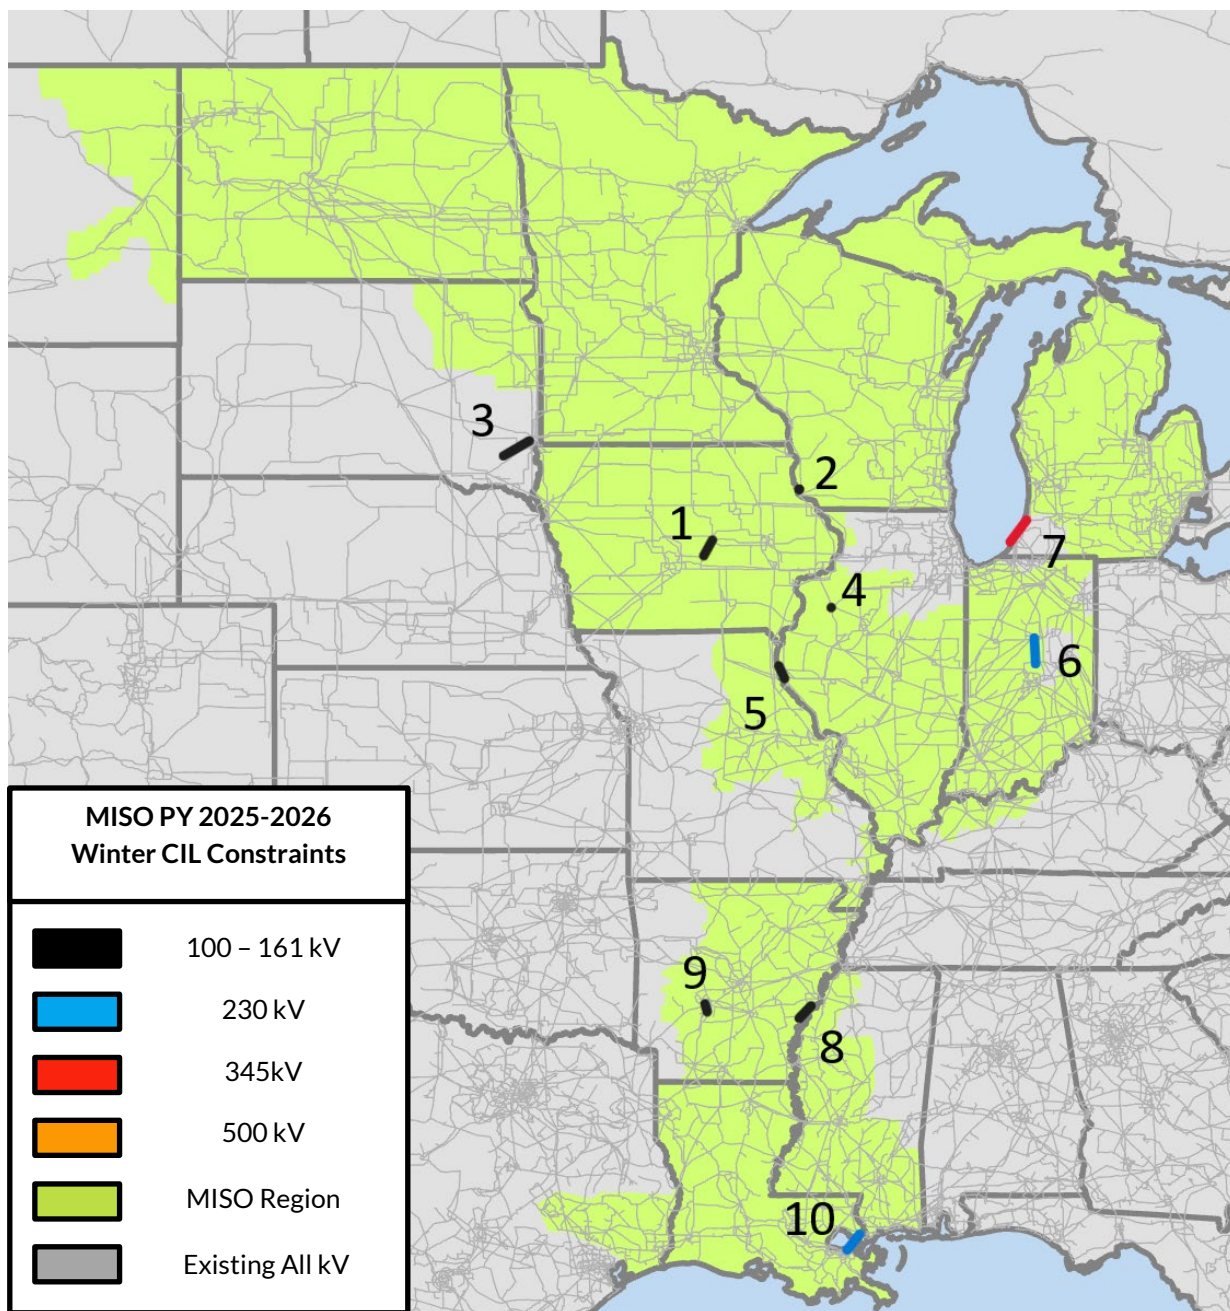 3
2
1
7
4
6
5
9
8
10
MISO PY 2025-2026
Winter CIL Constraints
100 – 161 kV
230 kV
345kV
500 kV
MISO Region
Existing All kV